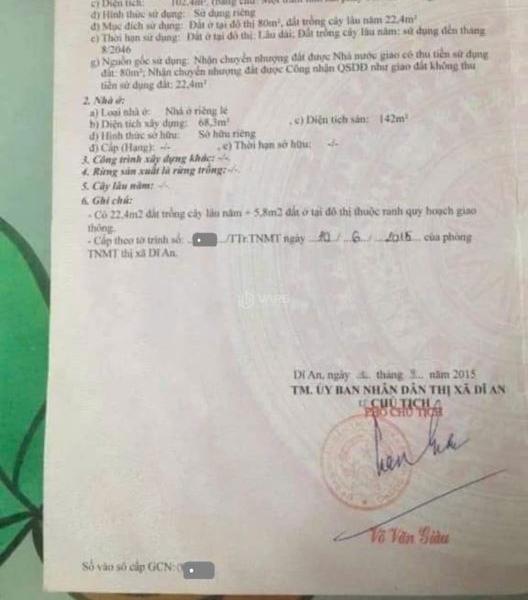 c) Diện tích: 102,4m²,
d) Hình thức sử dụng: Sử dụng riêng
đ) Mục đích sử dụng: Đất ở tại đô thị 80m², đất trồng cây lâu năm 22,4m²
e) Thời hạn sử dụng: Đất ở tại đô thị: Lâu dài; Đất trồng cây lâu năm: sử dụng đến tháng
8/2046
g) Nguồn gốc sử dụng: Nhận chuyển nhượng đất được Nhà nước giao có thu tiền sử dụng
đất: 80m²; Nhận chuyển nhượng đất được Công nhận QSDĐ như giao đất không thu
tiền sử dụng đất: 22,4m²
2. Nhà ở:
a) Loại nhà ở: Nhà ở riêng lẻ
b) Diện tích xây dựng: 68,3m² , c) Diện tích sàn: 142m²
d) Hình thức sở hữu: Sở hữu riêng
đ) Cấp (Hạng): -/- , e) Thời hạn sở hữu: -/-
3. Công trình xây dựng khác: -/-
4. Rừng sản xuất là rừng trồng: -/-
5. Cây lâu năm: -/-
6. Ghi chú:
- Có 22,4m2 đất trồng cây lâu năm + 5,8m2 đất ở tại đô thị thuộc ranh quy hoạch giao
thông.
- Cấp theo tờ trình số: /TTr.TNMT ngày 10 / 6 / 2015 của phòng
TNMT thị xã Dĩ An.
Dĩ An, ngày tháng năm 2015
TM. ỦY BAN NHÂN DÂN THỊ XÃ DĨ AN
CHỦ TỊCH
PHÓ CHỦ TỊCH
Võ Văn Giàu
Số vào sổ cấp GCN: